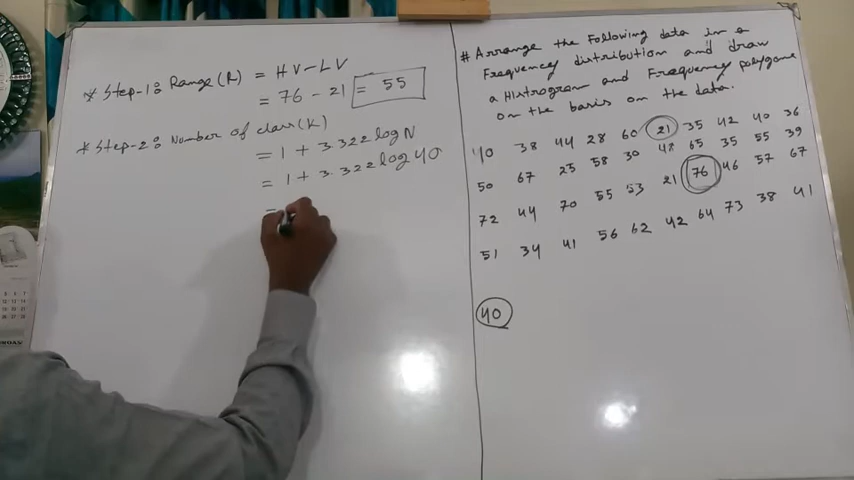 * Step-1: Range(R) = HV-LV
= 76 - 21 = 55
* Step-2: Number of class(K)
= 1 + 3.322 log N
= 1 + 3.322 log 40
=
# Arrange the following data in a
Frequency distribution and draw
a Histrogram and Frequency polygone
on the basis on the data.
40 38 44 28 60 21 35 42 40 36
50 67 25 58 30 48 65 35 55 39
72 44 70 55 53 21 76 46 57 67
51 34 41 56 62 42 64 73 38 41
40